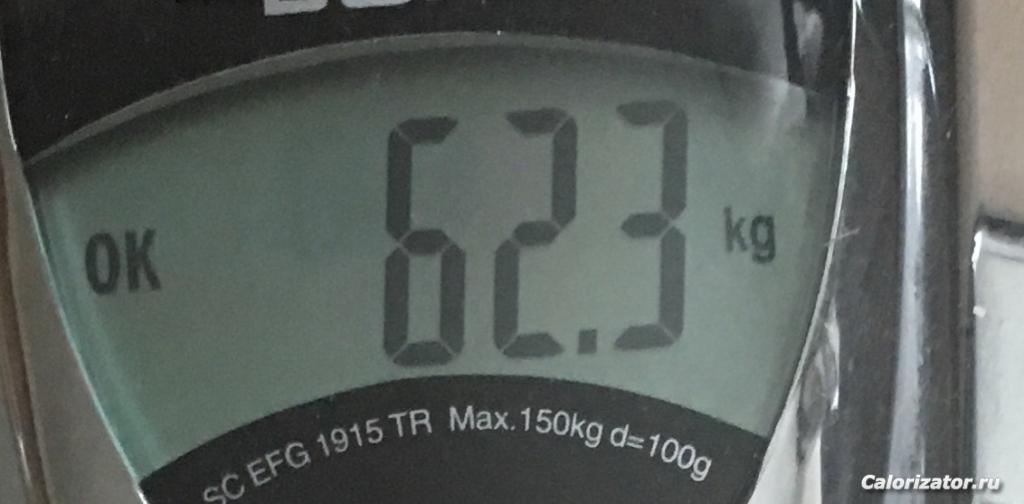 OK 62.3 kg
SC EFG 1915 TR Max.150kg d=100g
Calorizator.ru